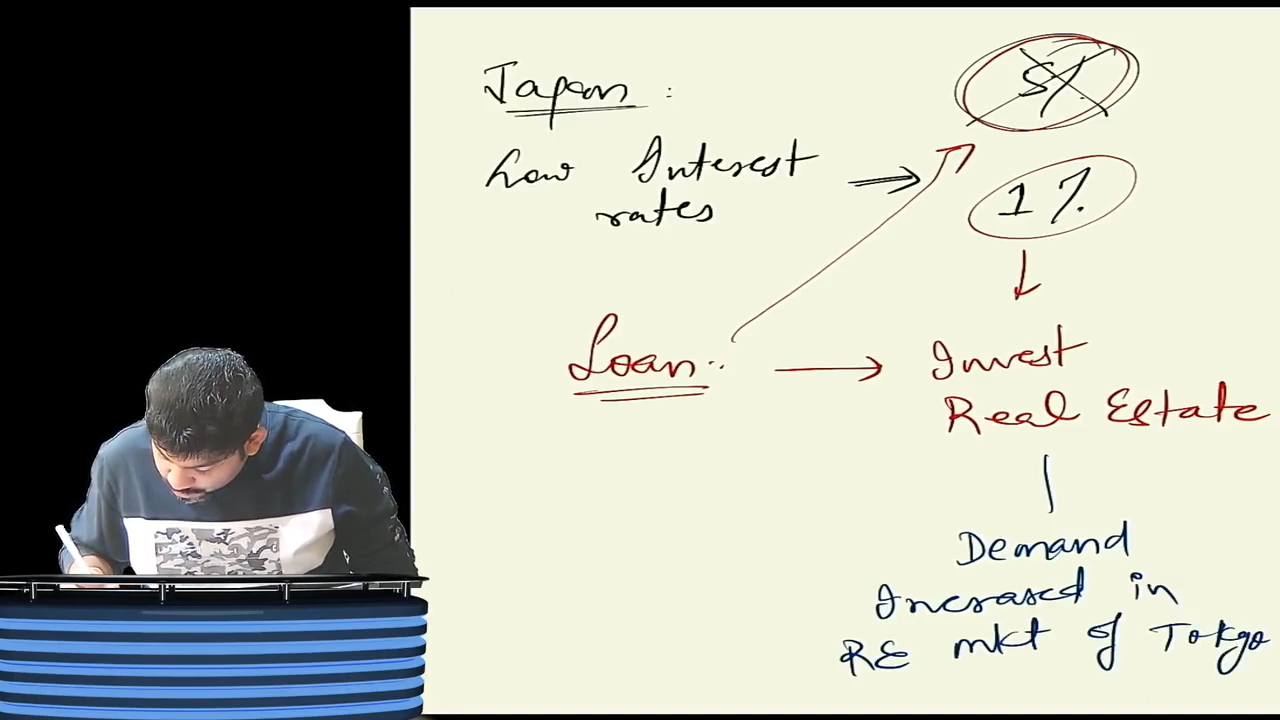 Japan :
5%
Low Interest
rates
1%
Loan :
Invest
Real Estate
Demand
Increased in
RE mkt of Tokyo